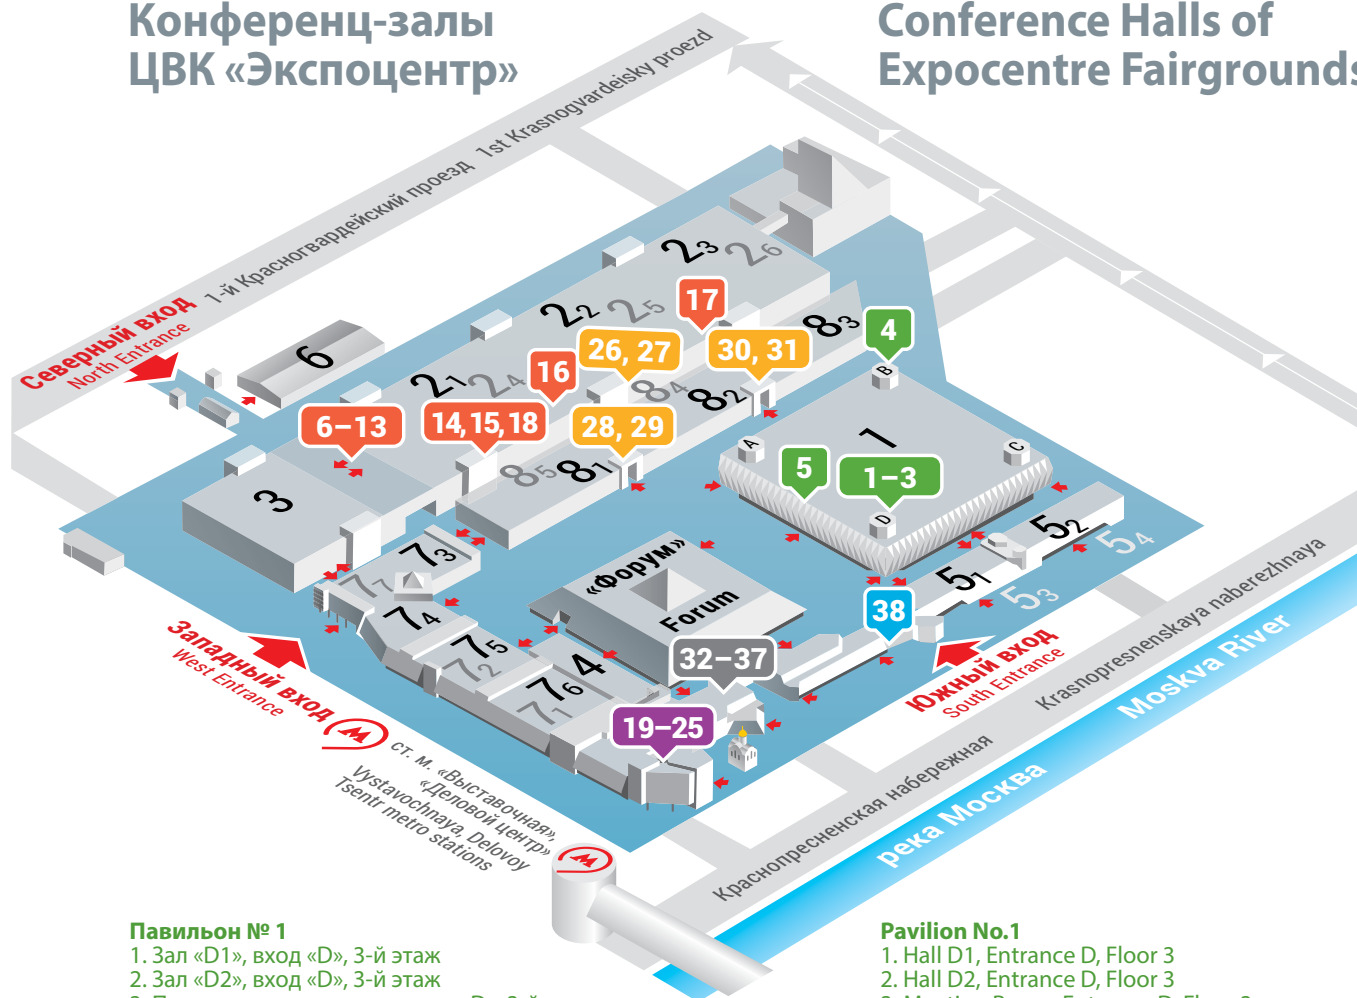 Конференц-залы
ЦВК «Экспоцентр»
Conference Halls of
Expocentre Fairgrounds
1-й Красногвардейский проезд 1st Krasnogvardeisky proezd
Северный вход
North Entrance
6
2₃
2₆
2₂
2₅
17
8₃
4
B
26, 27
30, 31
16
2₁
2₄
8₄
8₂
6–13
14, 15, 18
28, 29
1
A
C
3
8₅
8₁
5
1–3
D
7₃
7₇
5₂
5₄
«Форум»
Forum
5₁
5₃
7₄
38
7₅
7₂
4
32–37
7₆
7₁
19–25
Западный вход
West Entrance
Южный вход
South Entrance
ст. м. «Выставочная»,
«Деловой центр»
Vystavochnaya, Delovoy
Tsentr metro stations
Краснопресненская набережная Krasnopresnenskaya naberezhnaya
река Москва Moskva River
Павильон № 1
1. Зал «D1», вход «D», 3-й этаж
2. Зал «D2», вход «D», 3-й этаж
Pavilion No.1
1. Hall D1, Entrance D, Floor 3
2. Hall D2, Entrance D, Floor 3